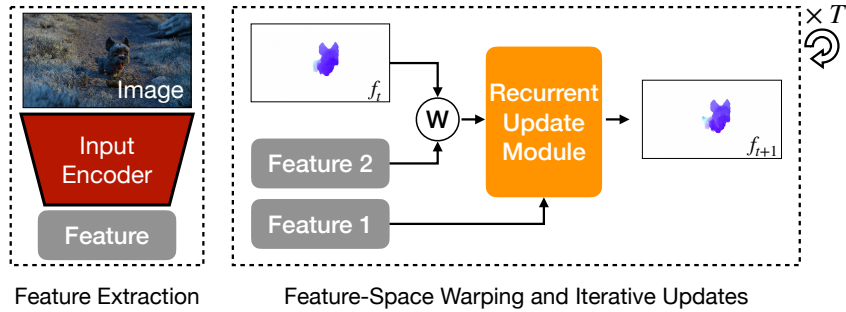 Image
Input
Encoder
Feature
Feature Extraction
f_t
W
Feature 2
Feature 1
Recurrent
Update
Module
f_{t+1}
× T
Feature-Space Warping and Iterative Updates